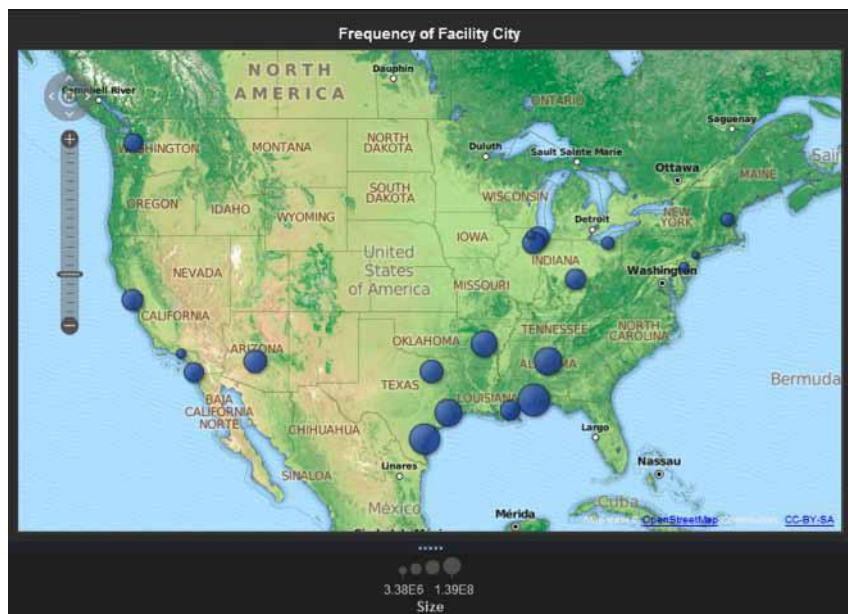 Frequency of Facility City
NORTH
AMERICA
Dauphin
Campbell River
ONTARIO
Saguenay
WASHINGTON
MONTANA
NORTH
DAKOTA
Duluth
Sault Sainte Marie
Ottawa
MAINE
SOUTH
DAKOTA
WISCONSIN
OREGON
IDAHO
WYOMING
Detroit
NEW
YORK
IOWA
United
States
of America
INDIANA
NEVADA
Washington
MISSOURI
CALIFORNIA
OKLAHOMA
TENNESSEE
NORTH
CAROLINA
ARIZONA
TEXAS
LOUISIANA
Bermuda
BAJA
CALIFORNIA
NORTE
CHIHUAHUA
Largo
SINALOA
Linares
Nassau
México
Mérida
Cuba
OpenStreetMap
CC-BY-SA
3.38E6 1.39E8
Size